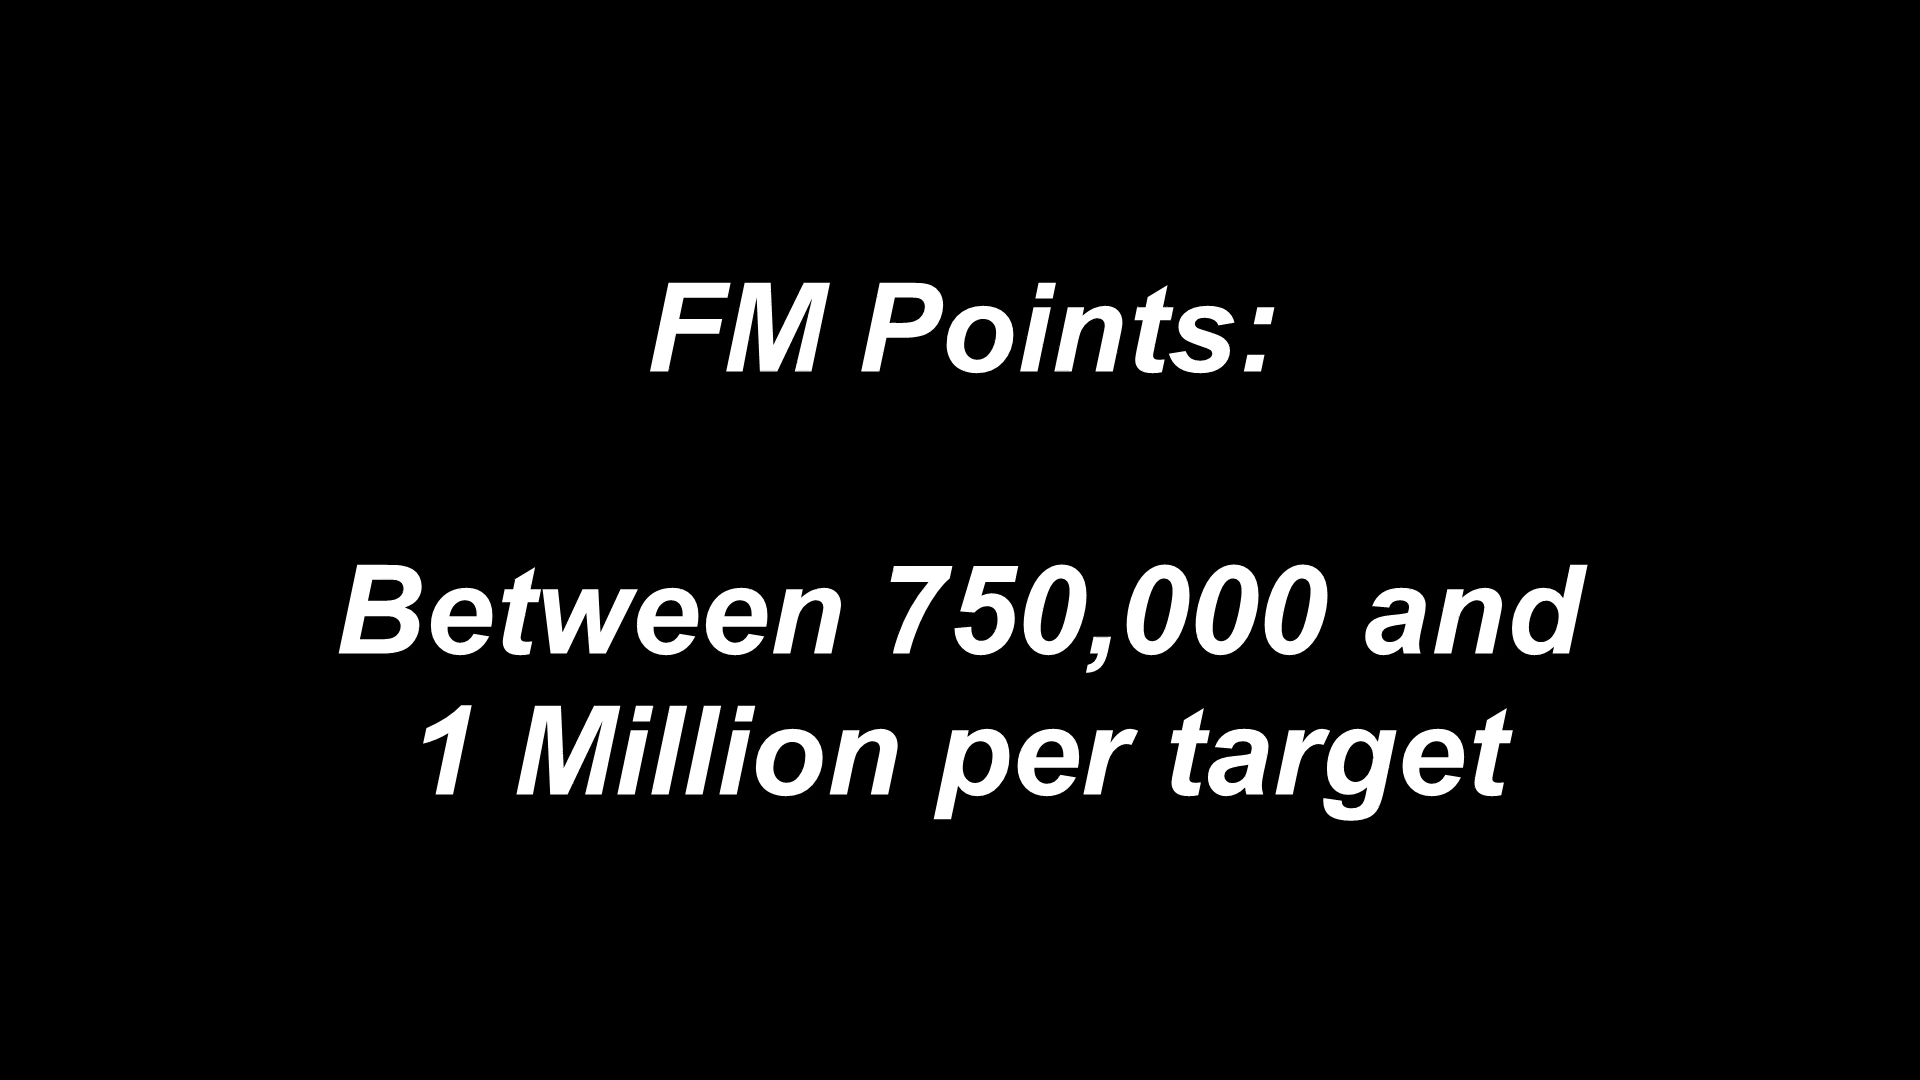 FM Points:
Between 750,000 and
1 Million per target